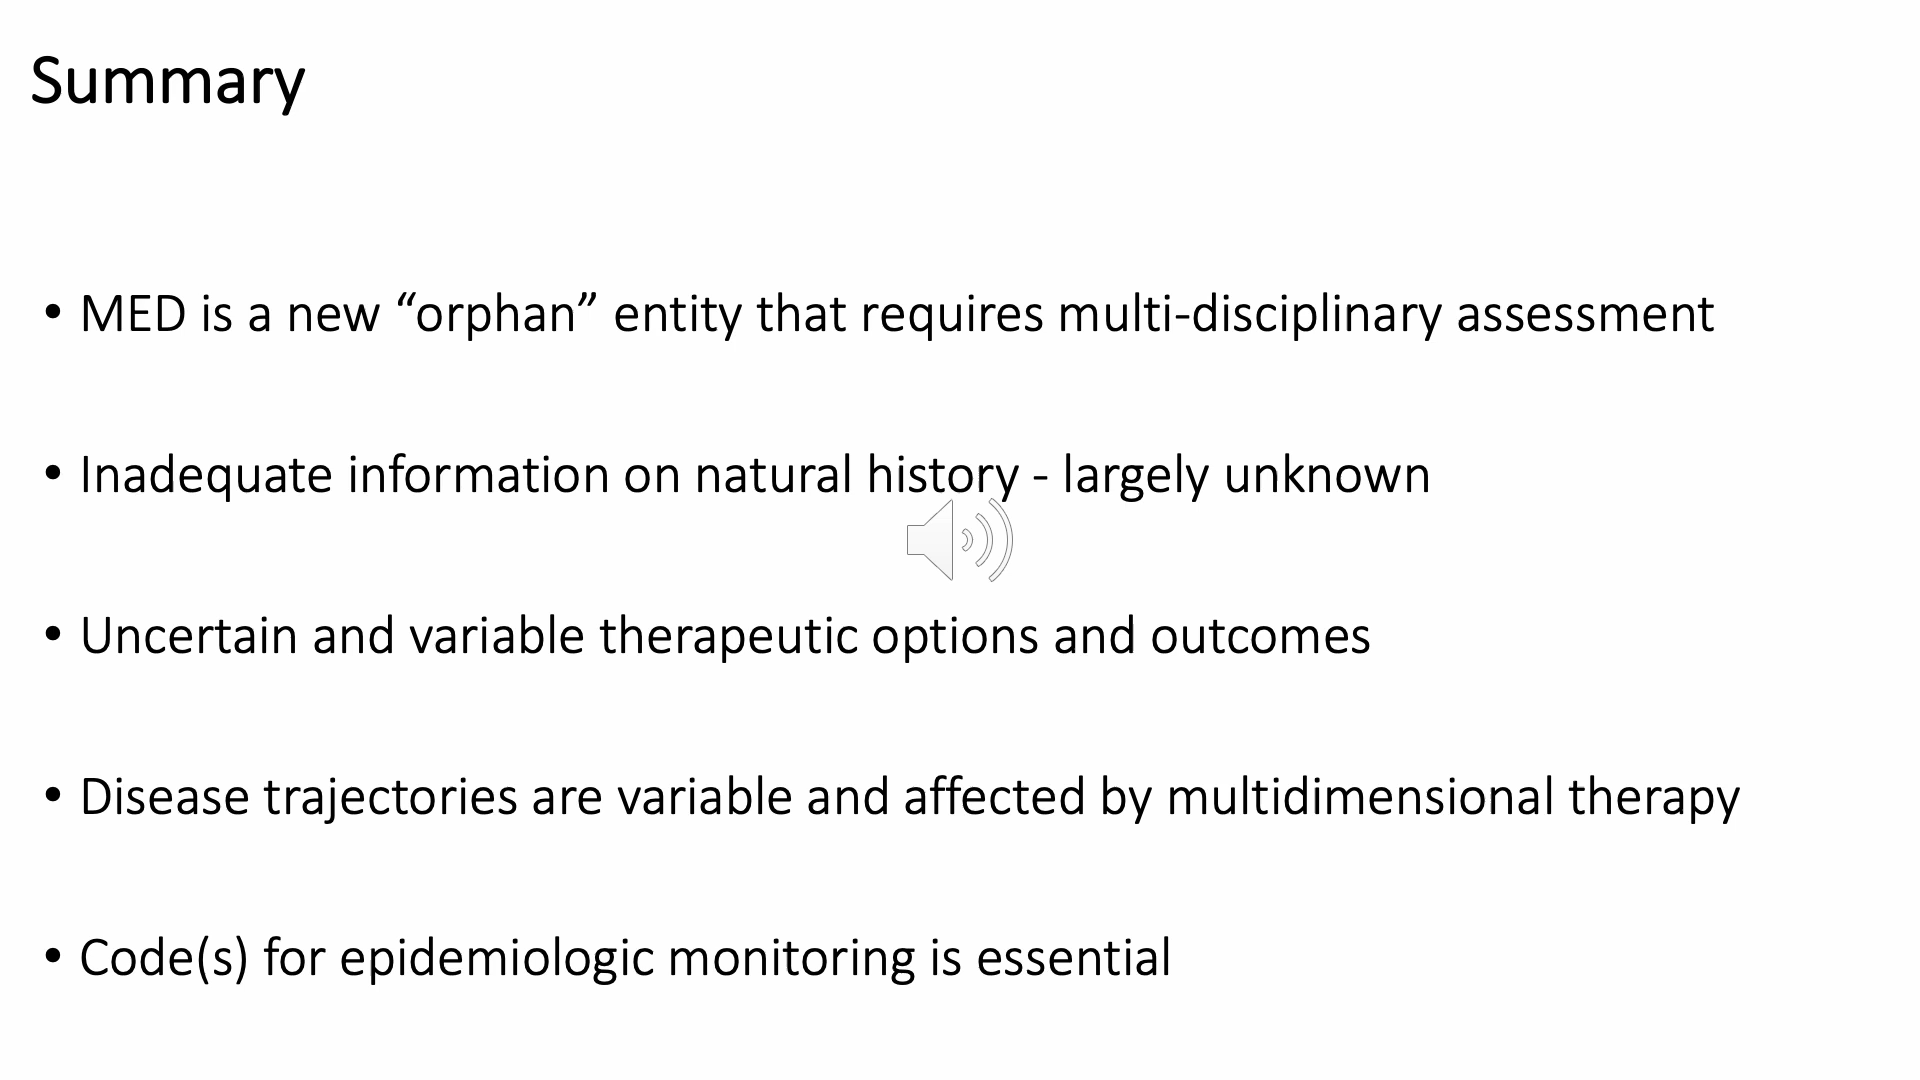 Summary
• MED is a new “orphan” entity that requires multi-disciplinary assessment
• Inadequate information on natural history - largely unknown
• Uncertain and variable therapeutic options and outcomes
• Disease trajectories are variable and affected by multidimensional therapy
• Code(s) for epidemiologic monitoring is essential